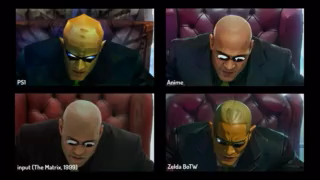 PS1
Anime
input (The Matrix, 1999)
Zelda BoTW